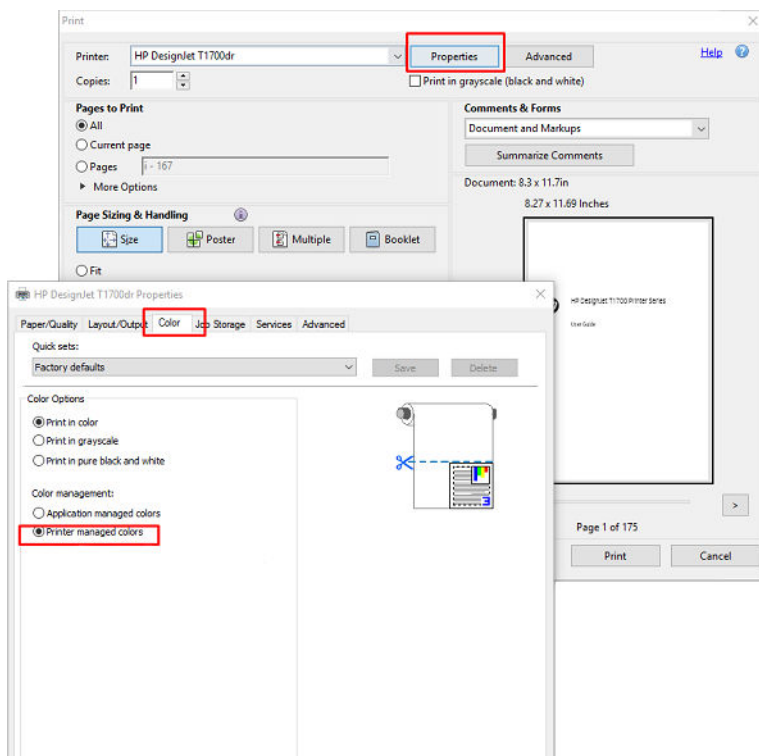 Print
Printer: HP DesignJet T1700dr Properties Advanced Help
Copies: 1 Print in grayscale (black and white)
Pages to Print
All
Current page
Pages i - 167
More Options
Comments & Forms
Document and Markups
Summarize Comments
Page Sizing & Handling
Size Poster Multiple Booklet
Fit
Document: 8.3 x 11.7in
8.27 x 11.69 Inches
HP DesignJet T1700 Printer Series
User Guide
>
Page 1 of 175
Print Cancel
HP DesignJet T1700dr Properties
Paper/Quality Layout/Output Color Job Storage Services Advanced
Quick sets:
Factory defaults Save Delete
Color Options
Print in color
Print in grayscale
Print in pure black and white
Color management:
Application managed colors
Printer managed colors
3